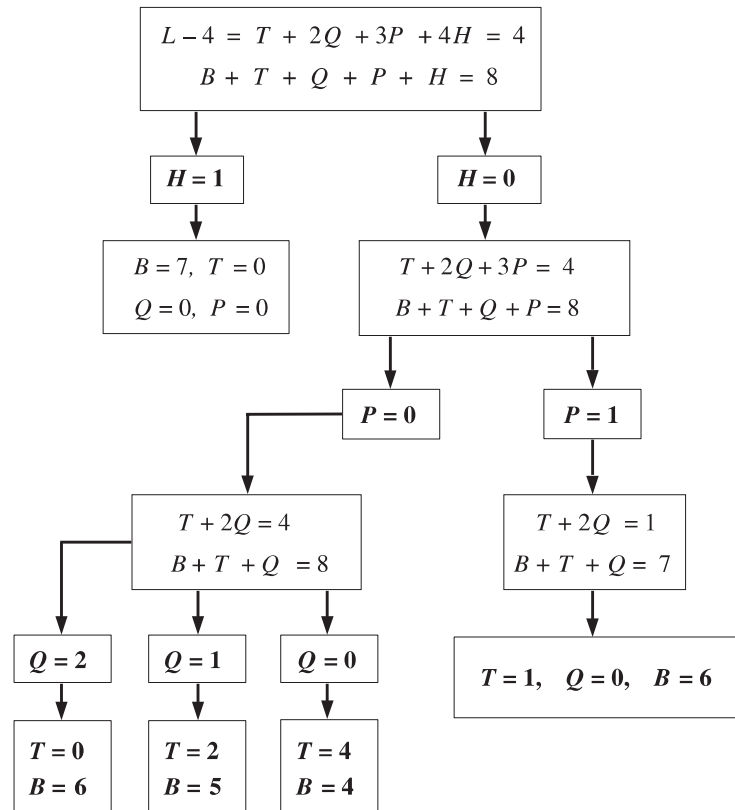 L − 4 = T + 2Q + 3P + 4H = 4
B + T + Q + P + H = 8
H = 1
H = 0
B = 7, T = 0
Q = 0, P = 0
T + 2Q + 3P = 4
B + T + Q + P = 8
P = 0
P = 1
T + 2Q = 4
B + T + Q = 8
T + 2Q = 1
B + T + Q = 7
Q = 2
Q = 1
Q = 0
T = 1, Q = 0, B = 6
T = 0
B = 6
T = 2
B = 5
T = 4
B = 4